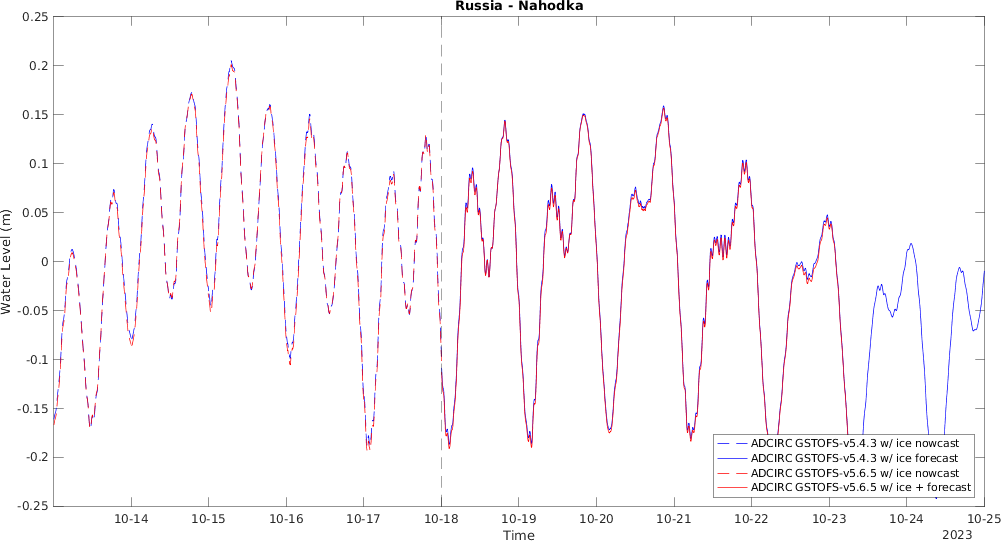 Russia - Nahodka
0.25
0.2
0.15
0.1
0.05
0
-0.05
-0.1
-0.15
-0.2
-0.25
Water Level (m)
10-14 10-15 10-16 10-17 10-18 10-19 10-20 10-21 10-22 10-23 10-24 10-25
Time
2023
ADCIRC GSTOFS-v5.4.3 w/ ice nowcast
ADCIRC GSTOFS-v5.4.3 w/ ice forecast
ADCIRC GSTOFS-v5.6.5 w/ ice nowcast
ADCIRC GSTOFS-v5.6.5 w/ ice + forecast